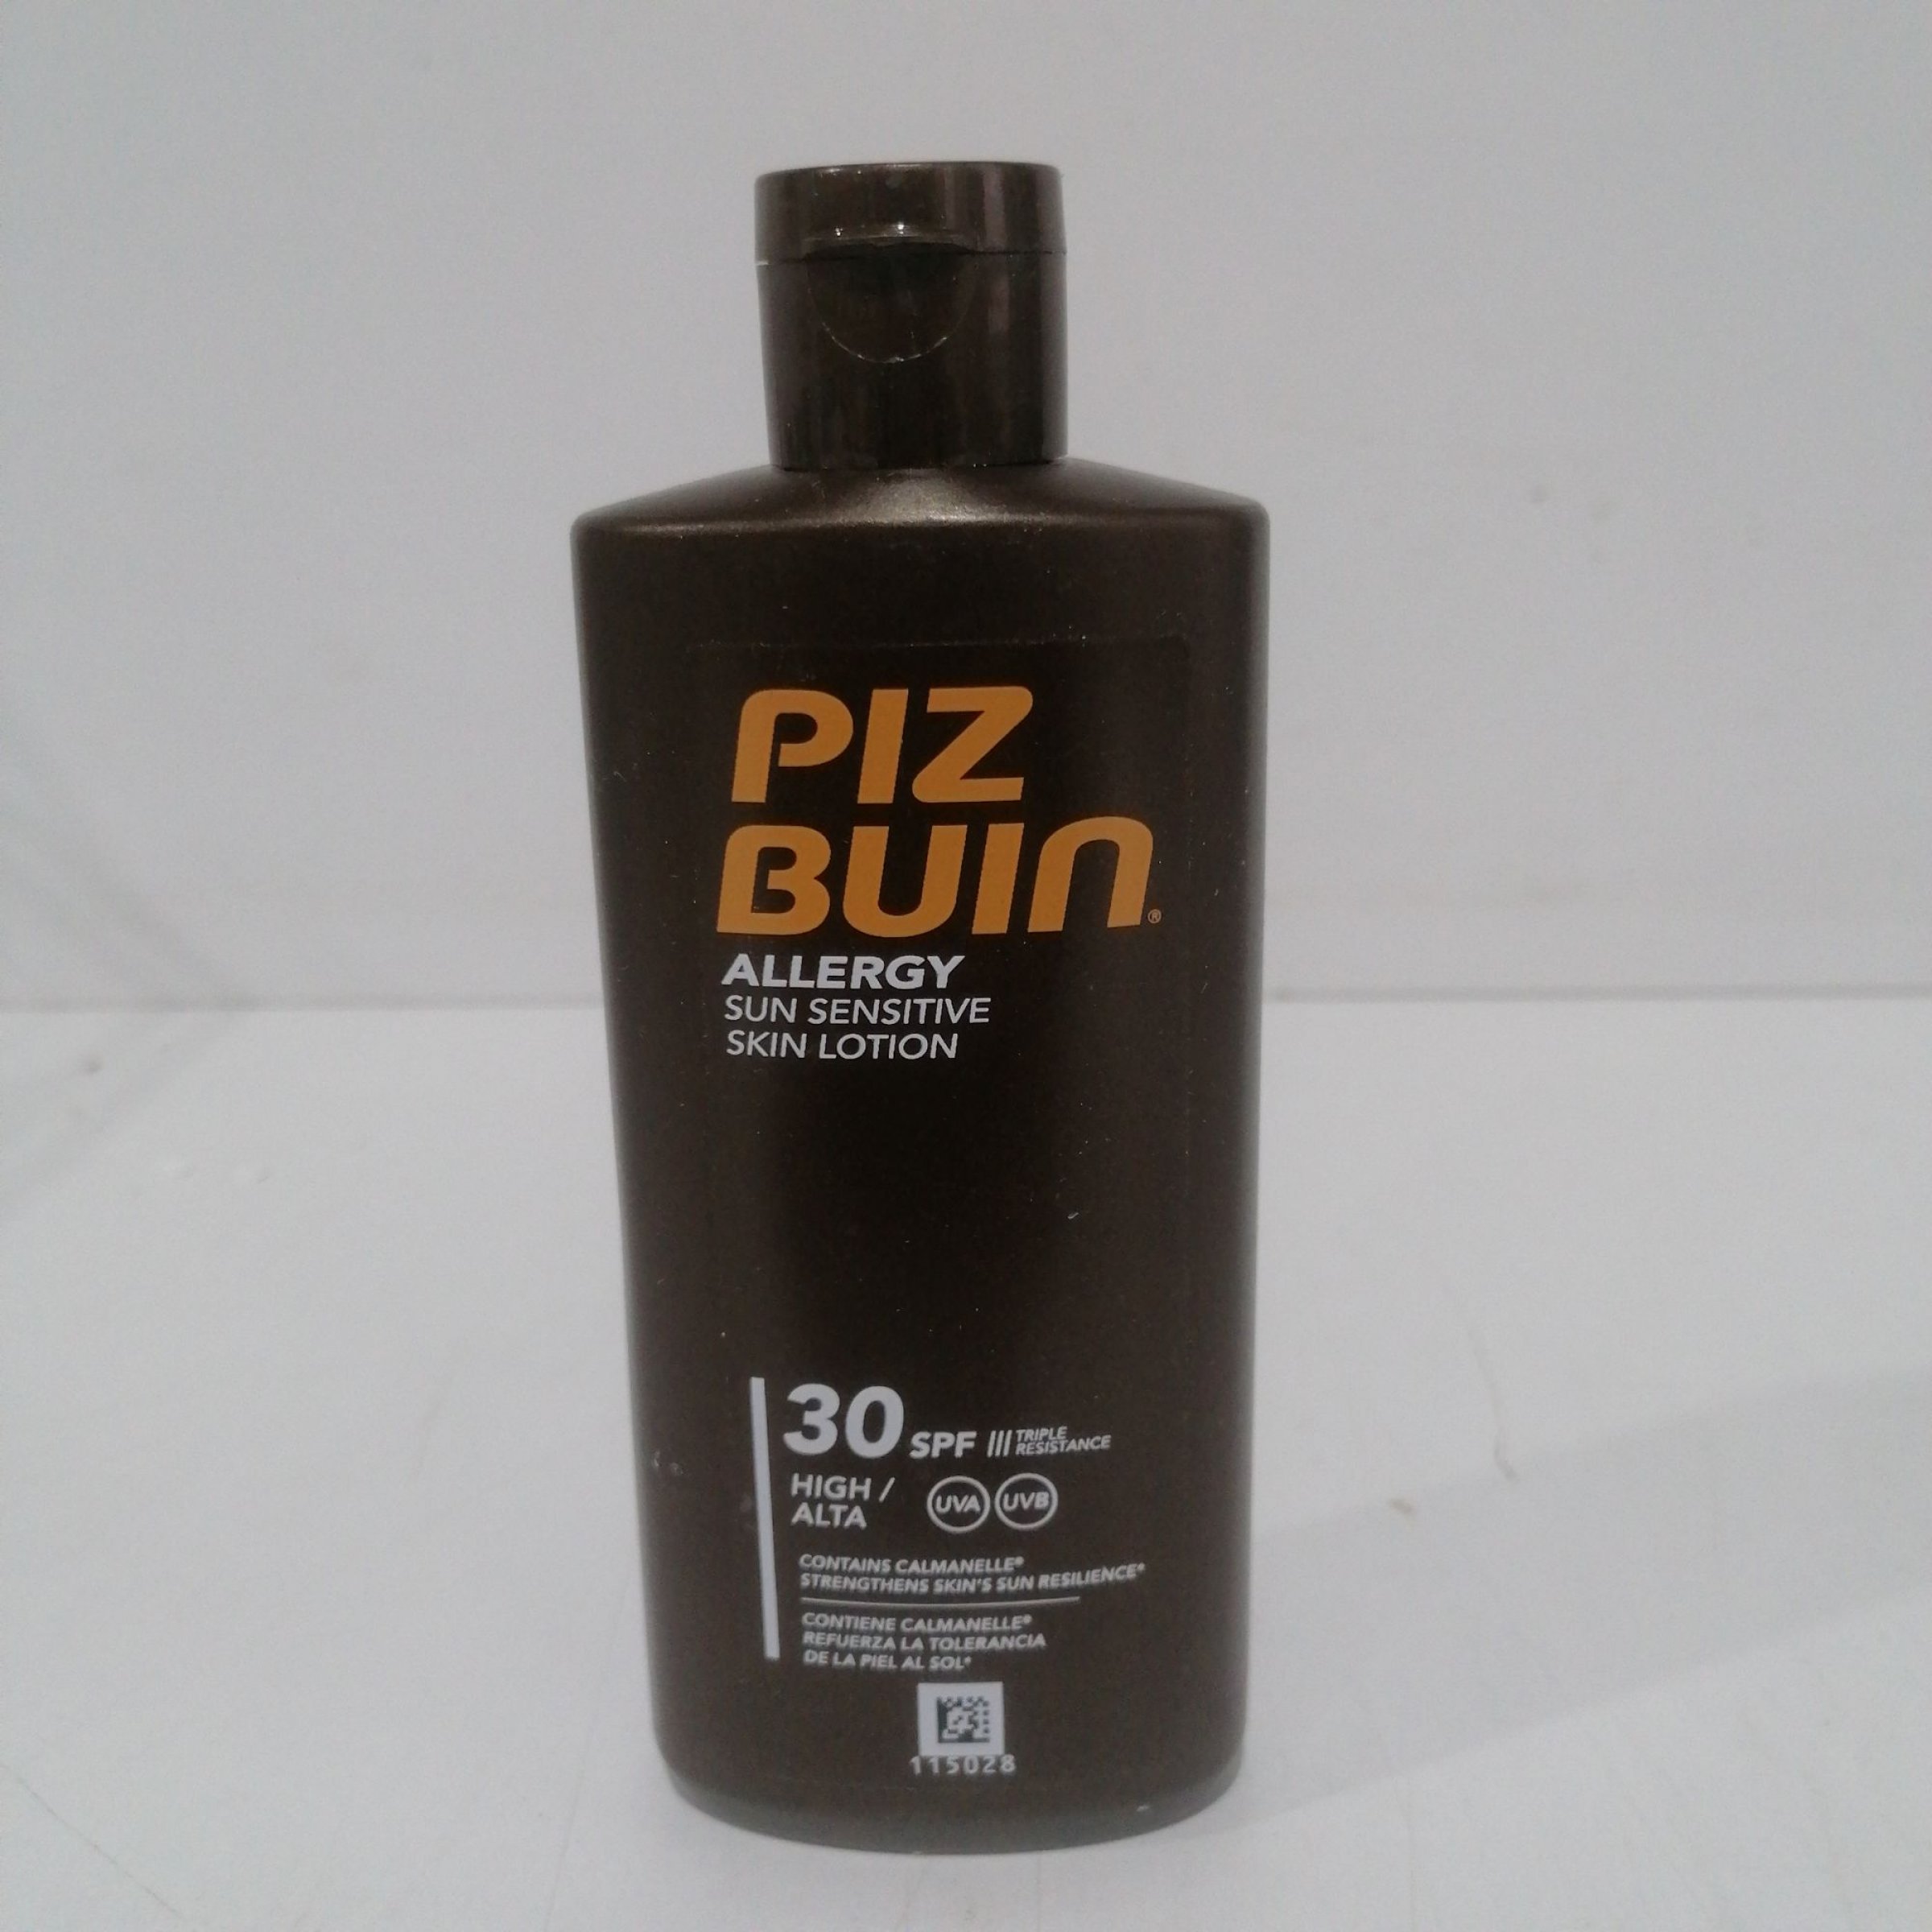 PIZ
BUIN®
ALLERGY
SUN SENSITIVE
SKIN LOTION
30 SPF /// TRIPLE
RESISTANCE
HIGH /
ALTA
UVA UVB
CONTAINS CALMANELLE®
STRENGTHENS SKIN'S SUN RESILIENCE*
CONTIENE CALMANELLE®
REFUERZA LA TOLERANCIA
DE LA PIEL AL SOL*
115028